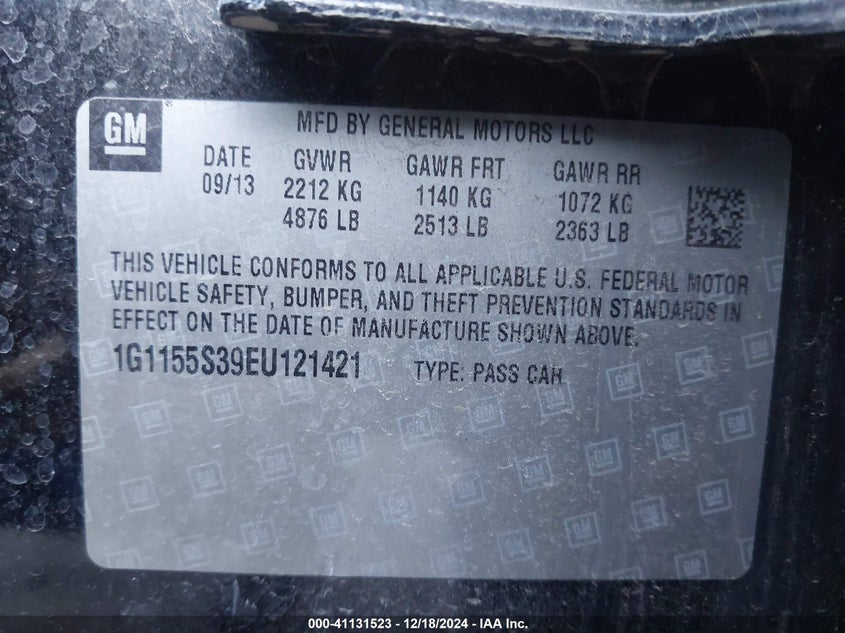 GM ®
MFD BY GENERAL MOTORS LLC
DATE GVWR GAWR FRT GAWR RR
09/13 2212 KG 1140 KG 1072 KG
4876 LB 2513 LB 2363 LB
THIS VEHICLE CONFORMS TO ALL APPLICABLE U.S. FEDERAL MOTOR
VEHICLE SAFETY, BUMPER, AND THEFT PREVENTION STANDARDS IN
EFFECT ON THE DATE OF MANUFACTURE SHOWN ABOVE.
1G1155S39EU121421 TYPE: PASS CAR
000-41131523 - 12/18/2024 - IAA Inc.